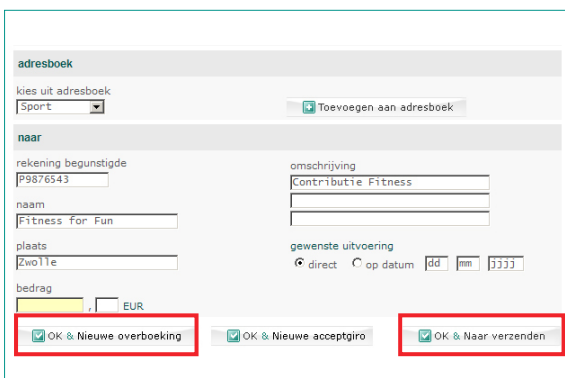 adresboek
kies uit adresboek
Sport
Toevoegen aan adresboek
naar
rekening begunstigde
P9876543
omschrijving
Contributie Fitness
naam
Fitness for Fun
plaats
Zwolle
gewenste uitvoering
direct op datum dd mm jjjj
bedrag
, EUR
OK & Nieuwe overboeking OK & Nieuwe acceptgiro OK & Naar verzenden